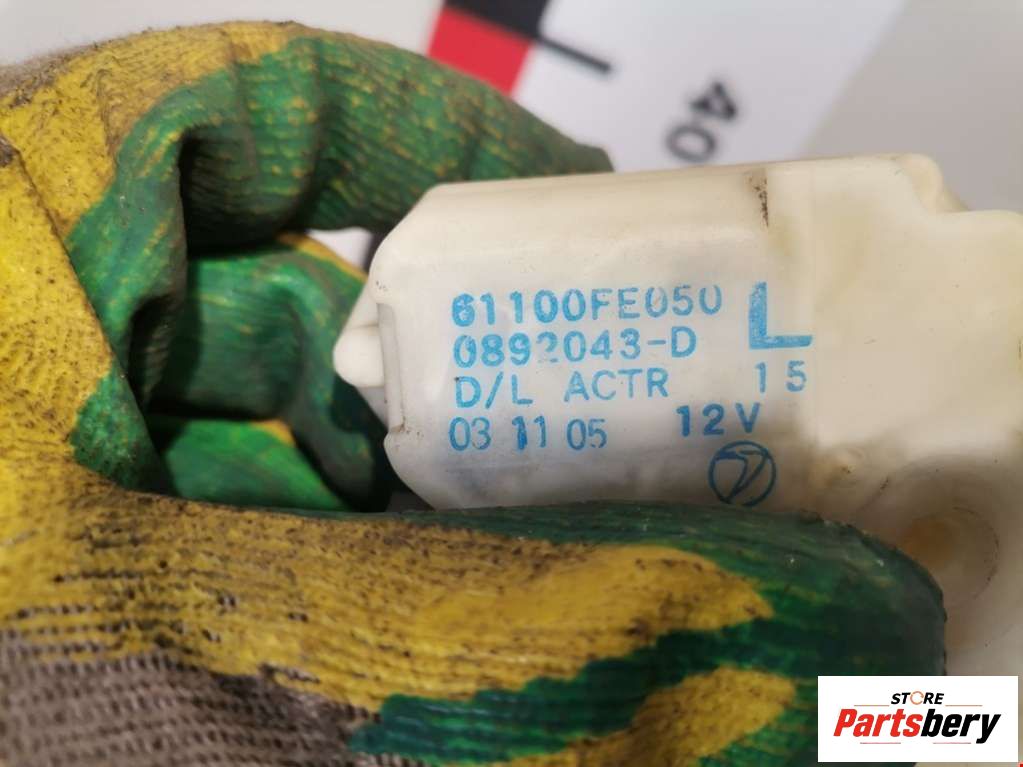 40
61100FE050 L
0892043-D
D/L ACTR 15
03 11 05 12V
STORE
Partsbery